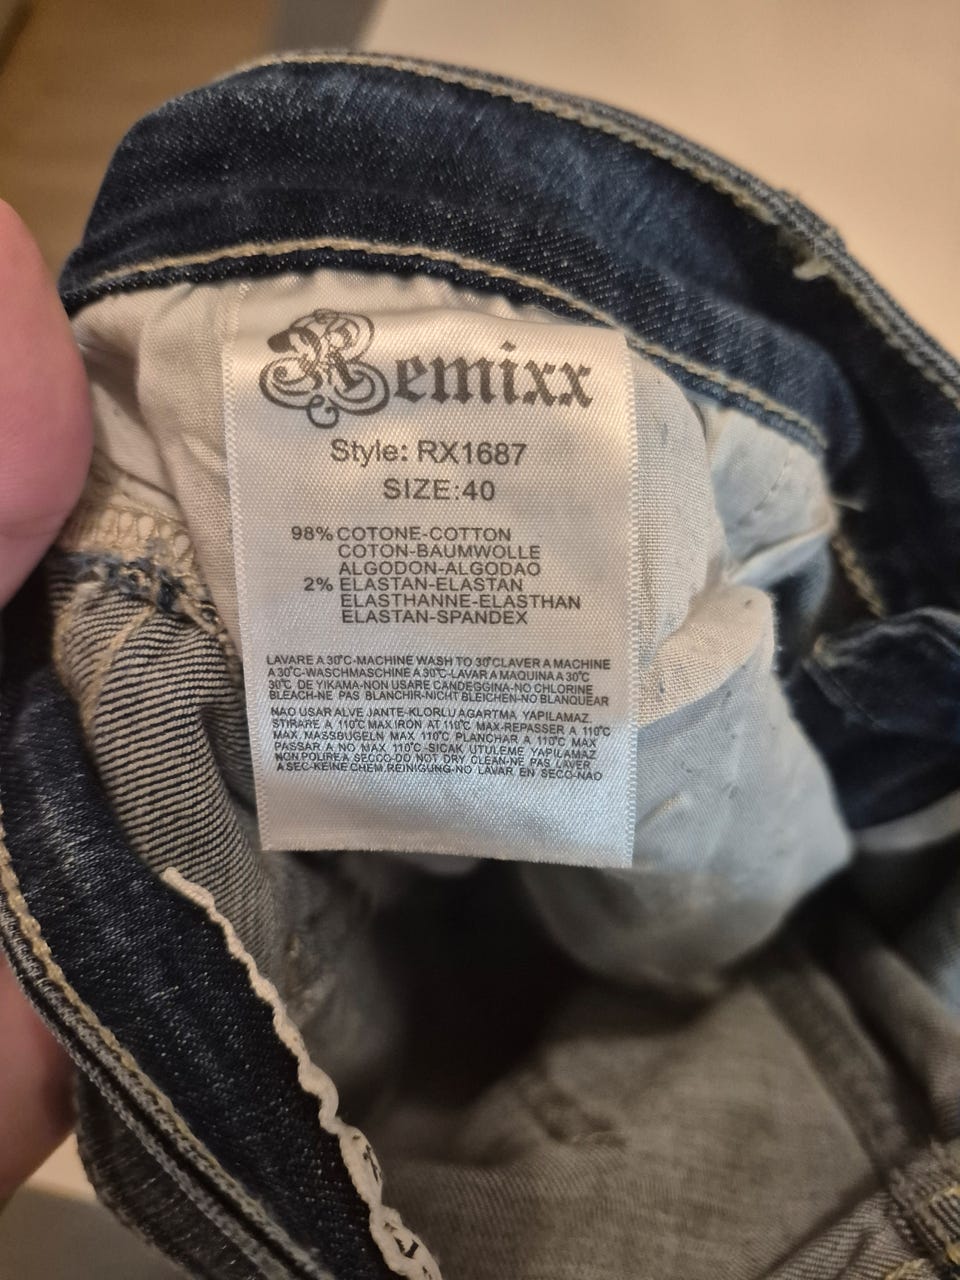 Remixx
Style: RX1687
SIZE:40
98% COTONE-COTTON
COTON-BAUMWOLLE
ALGODON-ALGODAO
2% ELASTAN-ELASTAN
ELASTHANNE-ELASTHAN
ELASTAN-SPANDEX
LAVARE A 30°C-MACHINE WASH TO 30°CLAVER A MACHINE
A 30°C-WASCHMASCHINE A 30°C-LAVAR A MAQUINA A 30°C
30°C DE YIKAMA-NON USARE CANDEGGINA-NO CHLORINE
BLEACH-NE PAS BLANCHIR-NICHT BLEICHEN-NO BLANQUEAR
NAO USAR ALVE JANTE-KLORLU AGARTMA YAPILAMAZ.
STIRARE A 110°C MAX IRON AT 110°C MAX-REPASSER A 110°C
MAX MASSBUGELN MAX 110°C PLANCHAR A 110°C MAX
PASSAR A NO MAX 110°C-SICAK UTULEME YAPILAMAZ
NON POLIRE A SECCO-DO NOT DRY CLEAN-NE PAS LAVER
A SEC-KEINE CHEM REINIGUNG-NO LAVAR EN SECO-NAO